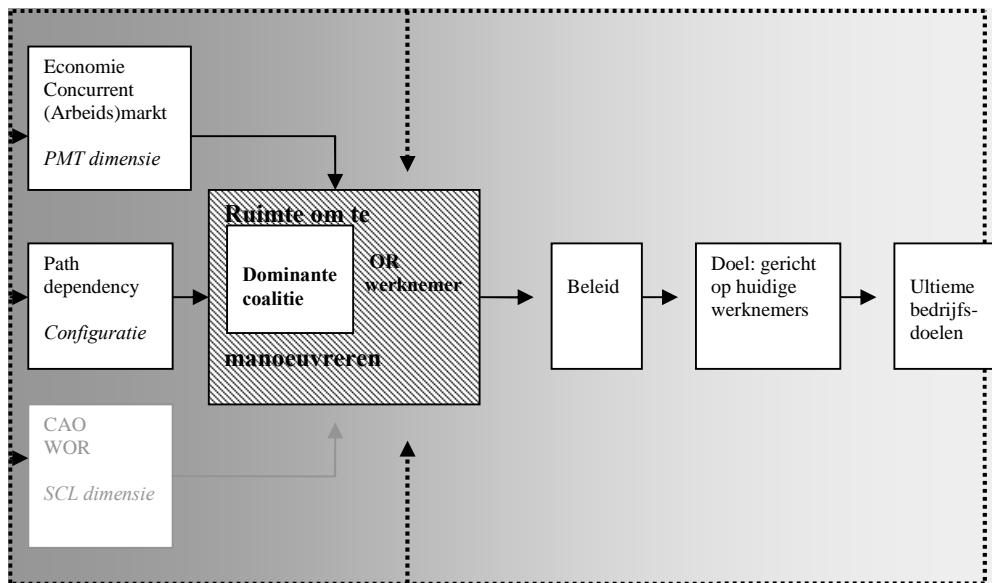 Economie
Concurrent
(Arbeids)markt
PMT dimensie
Path
dependency
Configuratie
CAO
WOR
SCL dimensie
Ruimte om te
Dominante
coalitie
OR
werknemer
manoeuvreren
Beleid
Doel: gericht
op huidige
werknemers
Ultieme
bedrijfs-
doelen